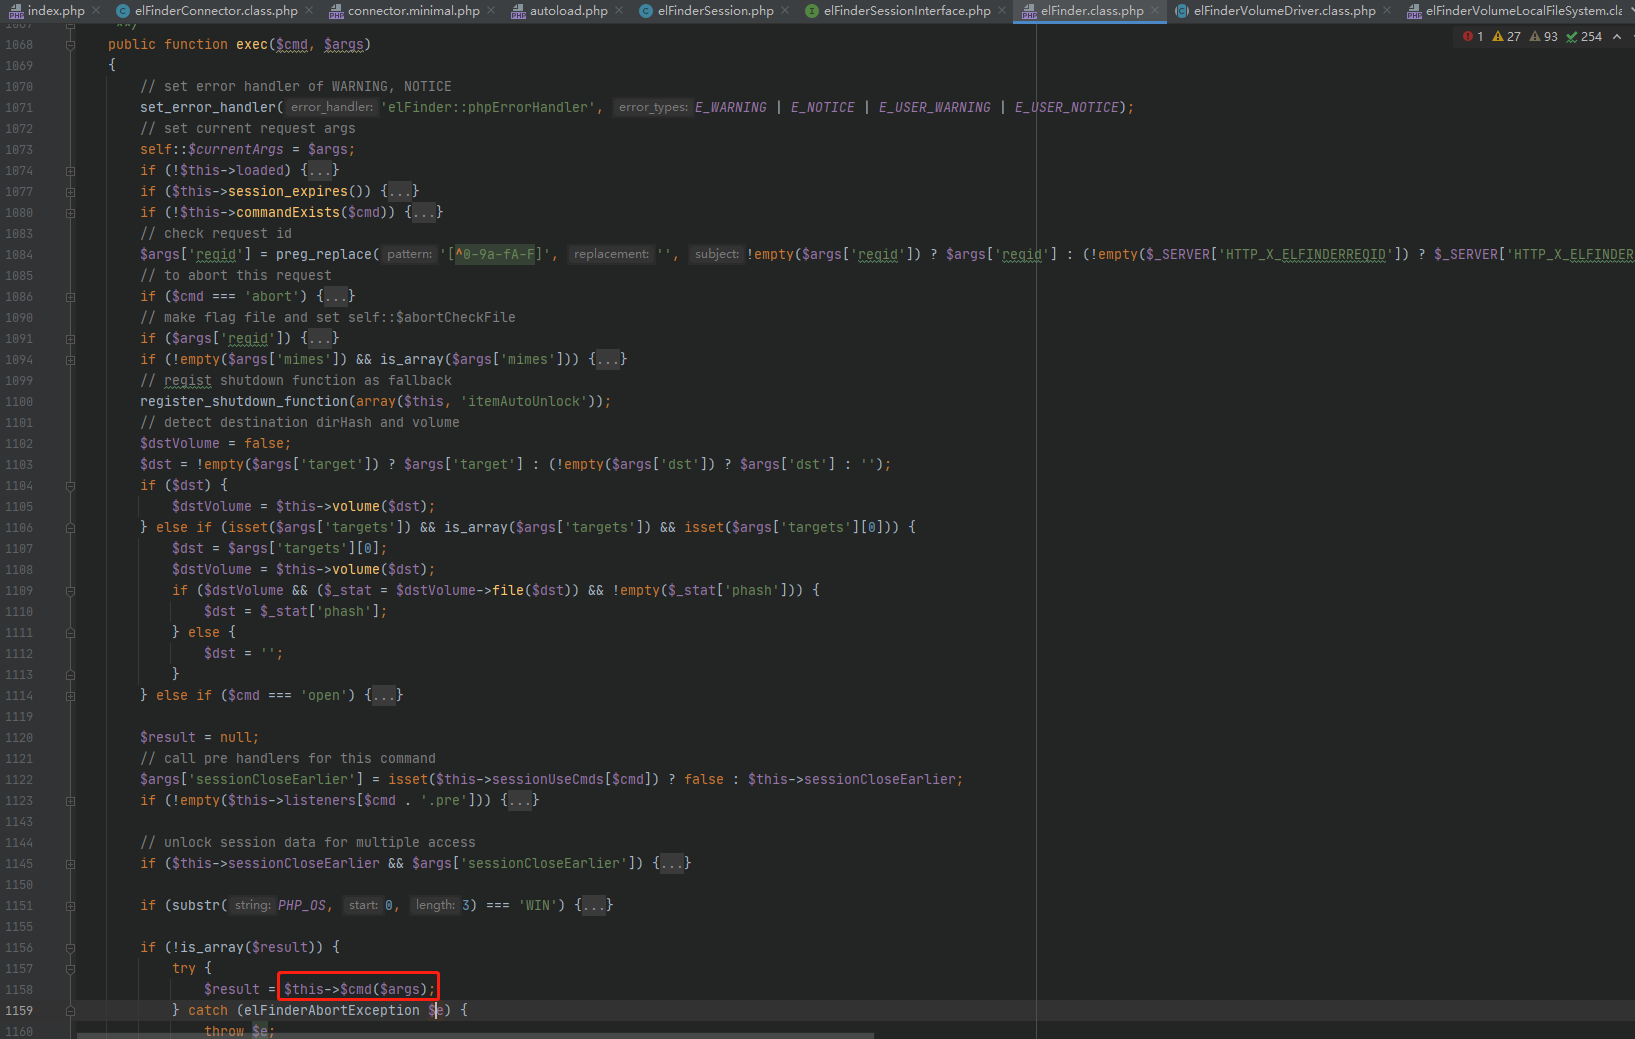 index.php elFinderConnector.class.php connector.minimal.php autoload.php elFinderSession.php elFinderSessionInterface.php elFinder.class.php elFinderVolumeDriver.class.php elFinderVolumeLocalFileSystem.cla
1 27 93 254
1067 **/
1068 public function exec($cmd, $args)
1069 {
1070 // set error handler of WARNING, NOTICE
1071 set_error_handler( error_handler: 'elFinder::phpErrorHandler', error_types: E_WARNING | E_NOTICE | E_USER_WARNING | E_USER_NOTICE);
1072 // set current request args
1073 self::$currentArgs = $args;
1074 if (!$this->loaded) {...}
1077 if ($this->session_expires()) {...}
1080 if (!$this->commandExists($cmd)) {...}
1083 // check request id
1084 $args['reqid'] = preg_replace( pattern: '[^0-9a-fA-F]', replacement: '', subject: !empty($args['reqid']) ? $args['reqid'] : (!empty($_SERVER['HTTP_X_ELFINDERREQID']) ? $_SERVER['HTTP_X_ELFINDER
1085 // to abort this request
1086 if ($cmd === 'abort') {...}
1090 // make flag file and set self::$abortCheckFile
1091 if ($args['reqid']) {...}
1094 if (!empty($args['mimes']) && is_array($args['mimes'])) {...}
1099 // regist shutdown function as fallback
1100 register_shutdown_function(array($this, 'itemAutoUnlock'));
1101 // detect destination dirHash and volume
1102 $dstVolume = false;
1103 $dst = !empty($args['target']) ? $args['target'] : (!empty($args['dst']) ? $args['dst'] : '');
1104 if ($dst) {
1105 $dstVolume = $this->volume($dst);
1106 } else if (isset($args['targets']) && is_array($args['targets']) && isset($args['targets'][0])) {
1107 $dst = $args['targets'][0];
1108 $dstVolume = $this->volume($dst);
1109 if ($dstVolume && ($_stat = $dstVolume->file($dst)) && !empty($_stat['phash'])) {
1110 $dst = $_stat['phash'];
1111 } else {
1112 $dst = '';
1113 }
1114 } else if ($cmd === 'open') {...}
1119
1120 $result = null;
1121 // call pre handlers for this command
1122 $args['sessionCloseEarlier'] = isset($this->sessionUseCmds[$cmd]) ? false : $this->sessionCloseEarlier;
1123 if (!empty($this->listeners[$cmd . '.pre'])) {...}
1143
1144 // unlock session data for multiple access
1145 if ($this->sessionCloseEarlier && $args['sessionCloseEarlier']) {...}
1150
1151 if (substr( string: PHP_OS, start: 0, length: 3) === 'WIN') {...}
1155
1156 if (!is_array($result)) {
1157 try {
1158 $result = $this->$cmd($args);
1159 } catch (elFinderAbortException $e) {
1160 throw $e;